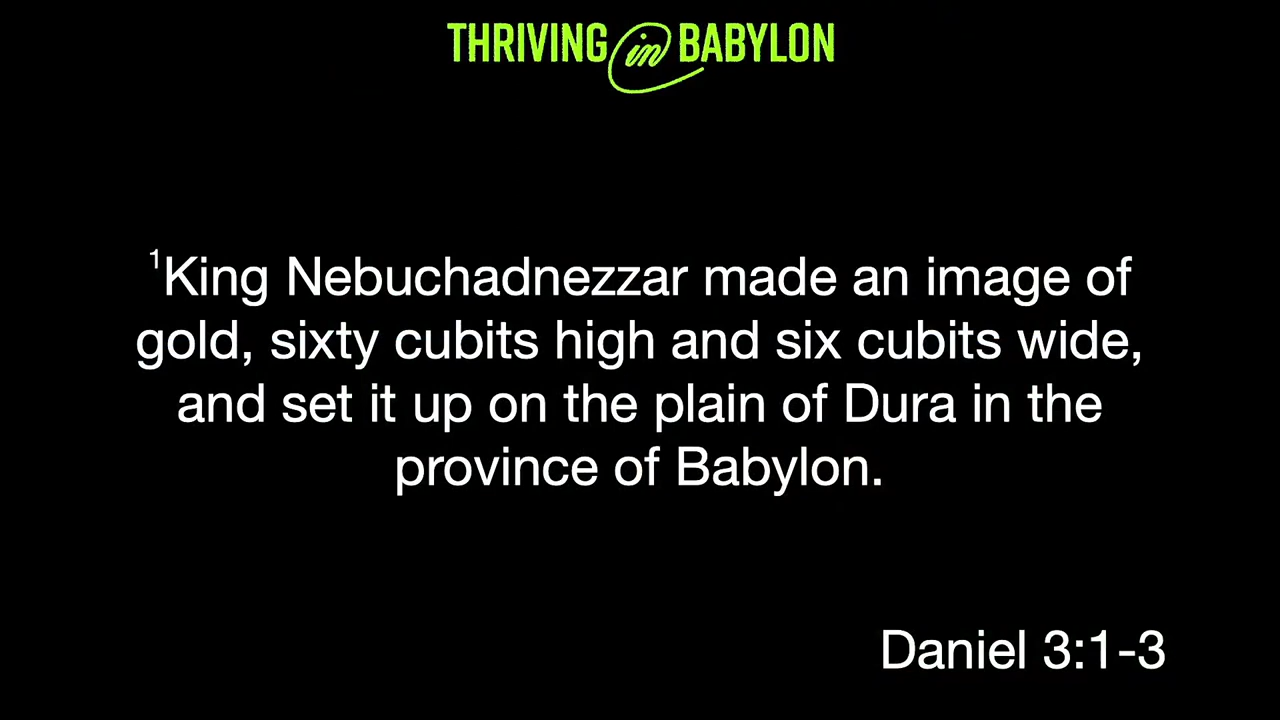 THRIVING in BABYLON
¹King Nebuchadnezzar made an image of
gold, sixty cubits high and six cubits wide,
and set it up on the plain of Dura in the
province of Babylon.
Daniel 3:1-3